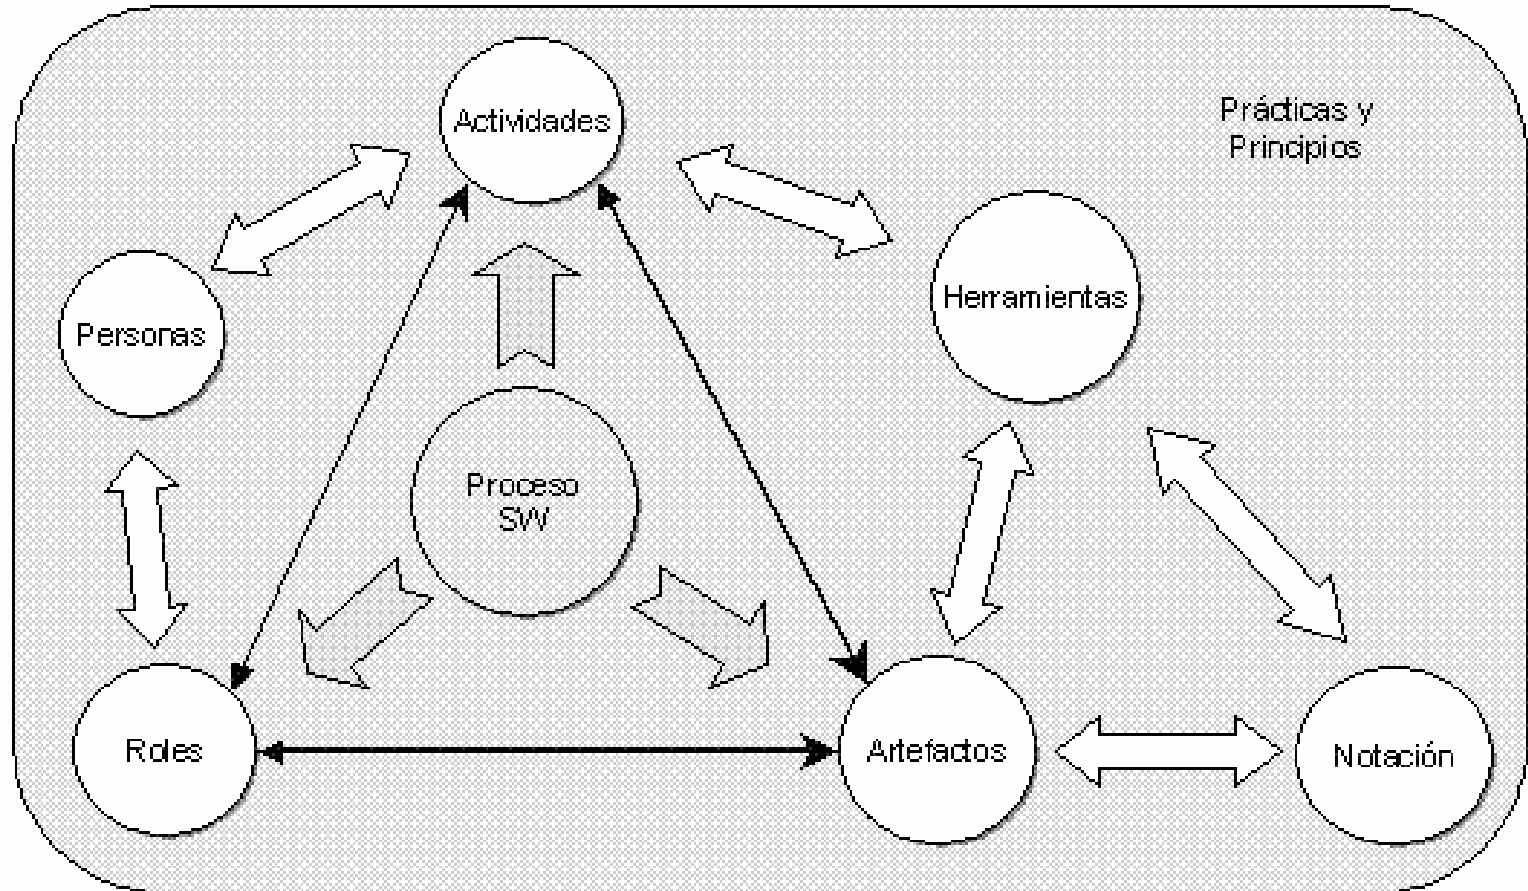 Actividades
Prácticas y
Principios
Herramientas
Personas
Proceso
SW
Roles
Artefactos
Notación